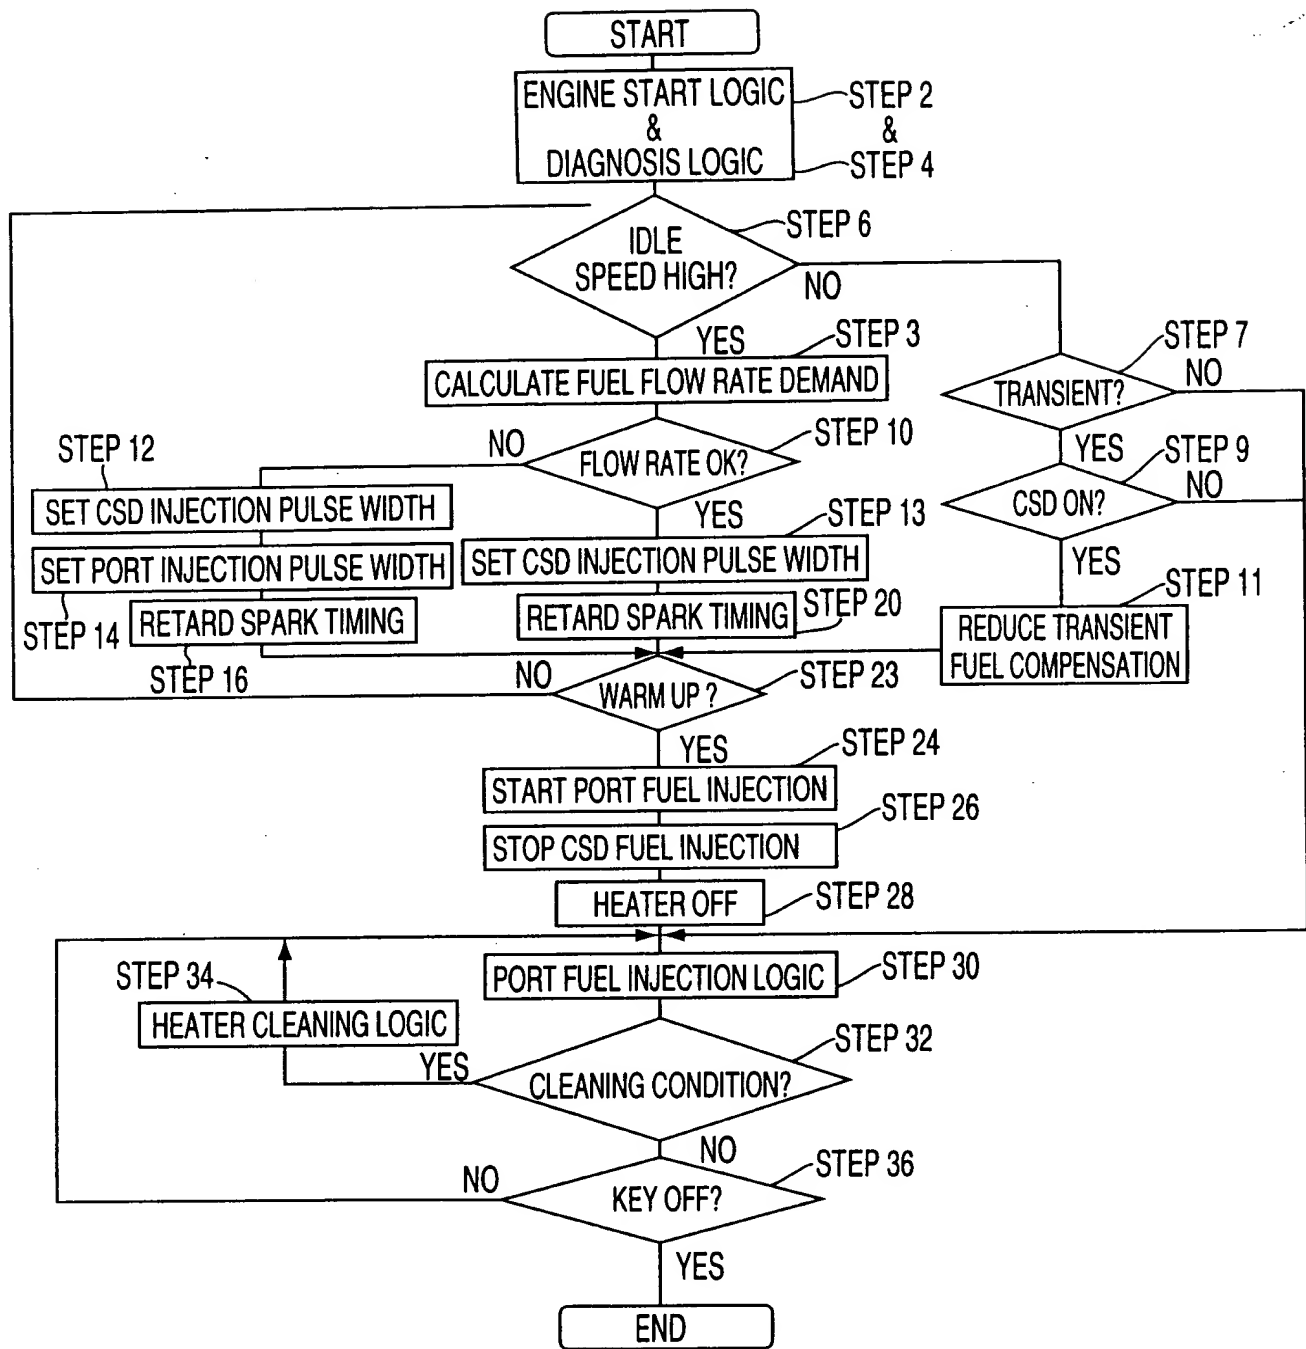 START
ENGINE START LOGIC
&
DIAGNOSIS LOGIC
STEP 2
&
STEP 4
IDLE
SPEED HIGH?
STEP 6
NO
YES
STEP 3
CALCULATE FUEL FLOW RATE DEMAND
STEP 7
TRANSIENT?
NO
YES
NO
FLOW RATE OK?
STEP 10
STEP 9
CSD ON?
NO
YES
STEP 12
SET CSD INJECTION PULSE WIDTH
YES
STEP 13
SET CSD INJECTION PULSE WIDTH
SET PORT INJECTION PULSE WIDTH
STEP 14
RETARD SPARK TIMING
STEP 16
RETARD SPARK TIMING
STEP 20
STEP 11
REDUCE TRANSIENT
FUEL COMPENSATION
NO
WARM UP ?
STEP 23
YES
STEP 24
START PORT FUEL INJECTION
STEP 26
STOP CSD FUEL INJECTION
HEATER OFF
STEP 28
STEP 34
HEATER CLEANING LOGIC
PORT FUEL INJECTION LOGIC
STEP 30
YES
CLEANING CONDITION?
STEP 32
NO
NO
KEY OFF?
STEP 36
YES
END